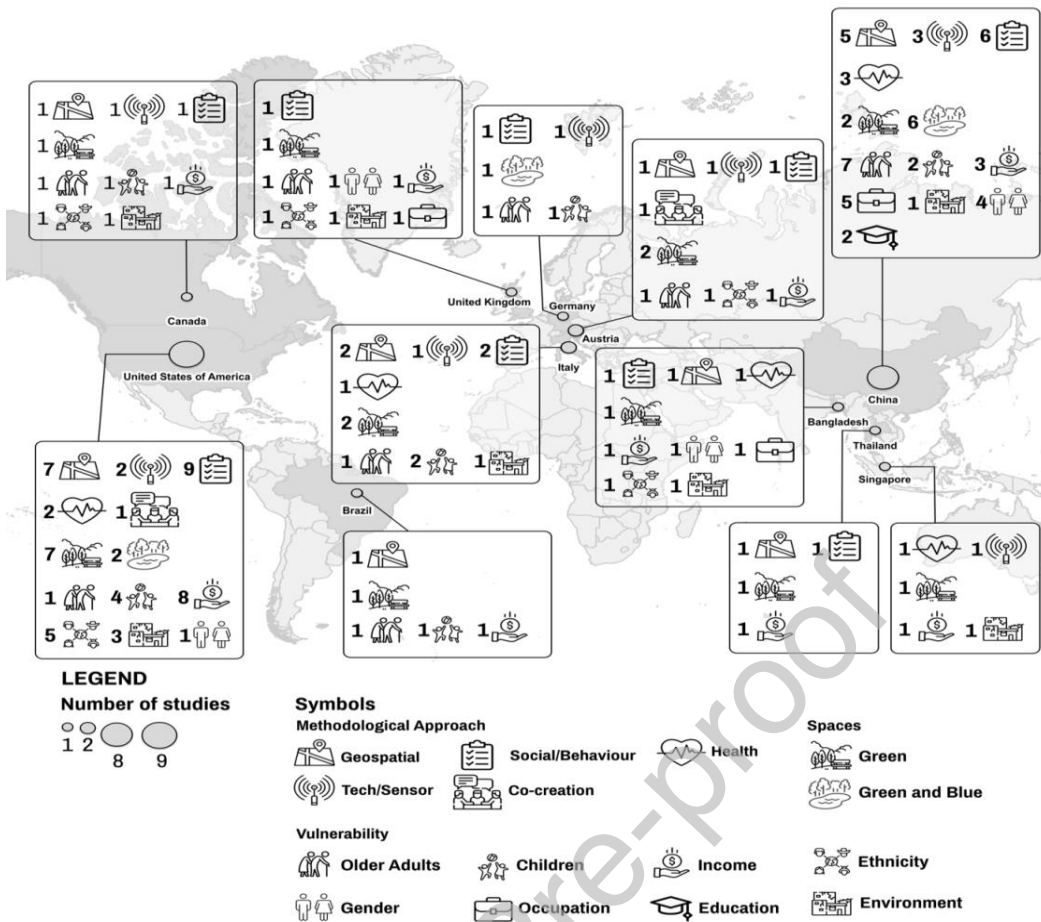 5 3 6
3
2 6
7 2 3
5 1 4
2
1 1 1
1
1 1 1
1 1
1
1
1 1 1
1 1 1
1 1
1
1 1
1 1 1
1
2
1 1 1
United Kingdom
Germany
Austria
Italy
Canada
United States of America
2 1 2
1
2
1 2 1
1 1 1
1
1 1 1
1 1
China
Bangladesh
Thailand
Singapore
Brazil
7 2 9
2 1
7 2
1 4 8
5 3 1
1
1
1 1 1
1 1
1
1
1 1
1
1 1
LEGEND
Number of studies
1 2 8 9
Symbols
Methodological Approach
Geospatial Social/Behaviour Health
Tech/Sensor Co-creation
Spaces
Green
Green and Blue
Vulnerability
Older Adults Children Income Ethnicity
Gender Occupation Education Environment
re-proof